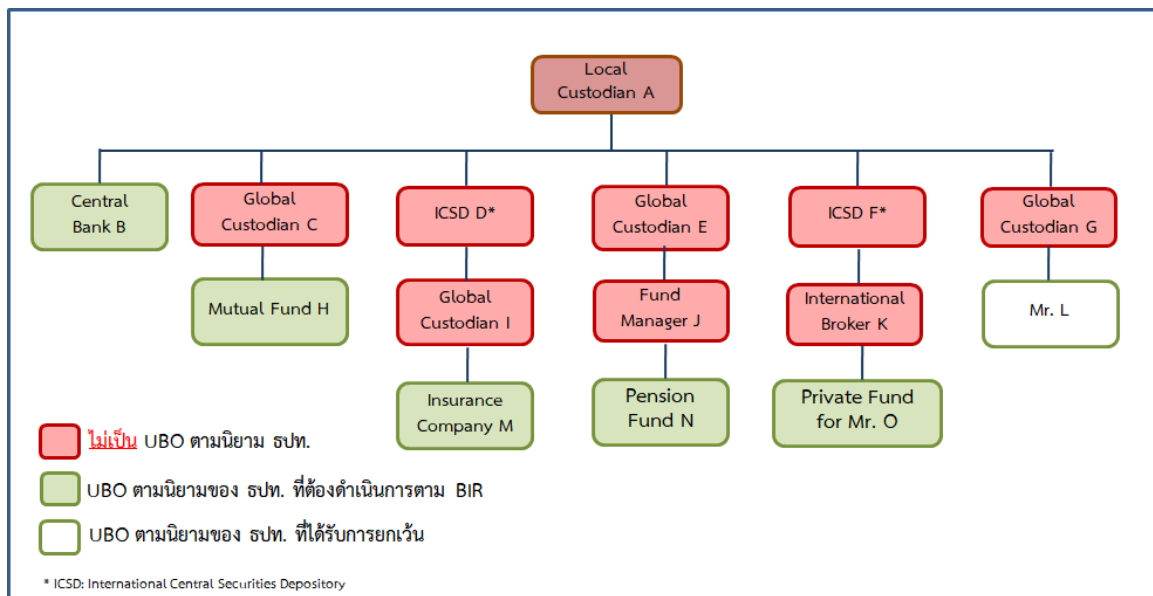 Local
Custodian A
Central
Bank B
Global
Custodian C
ICSD D*
Global
Custodian E
ICSD F*
Global
Custodian G
Mutual Fund H
Global
Custodian I
Fund
Manager J
International
Broker K
Mr. L
Insurance
Company M
Pension
Fund N
Private Fund
for Mr. O
ไม่เป็น UBO ตามนิยาม ธปท.
UBO ตามนิยามของ ธปท. ที่ต้องดำเนินการตาม BIR
UBO ตามนิยามของ ธปท. ที่ได้รับการยกเว้น
* ICSD: International Central Securities Depository